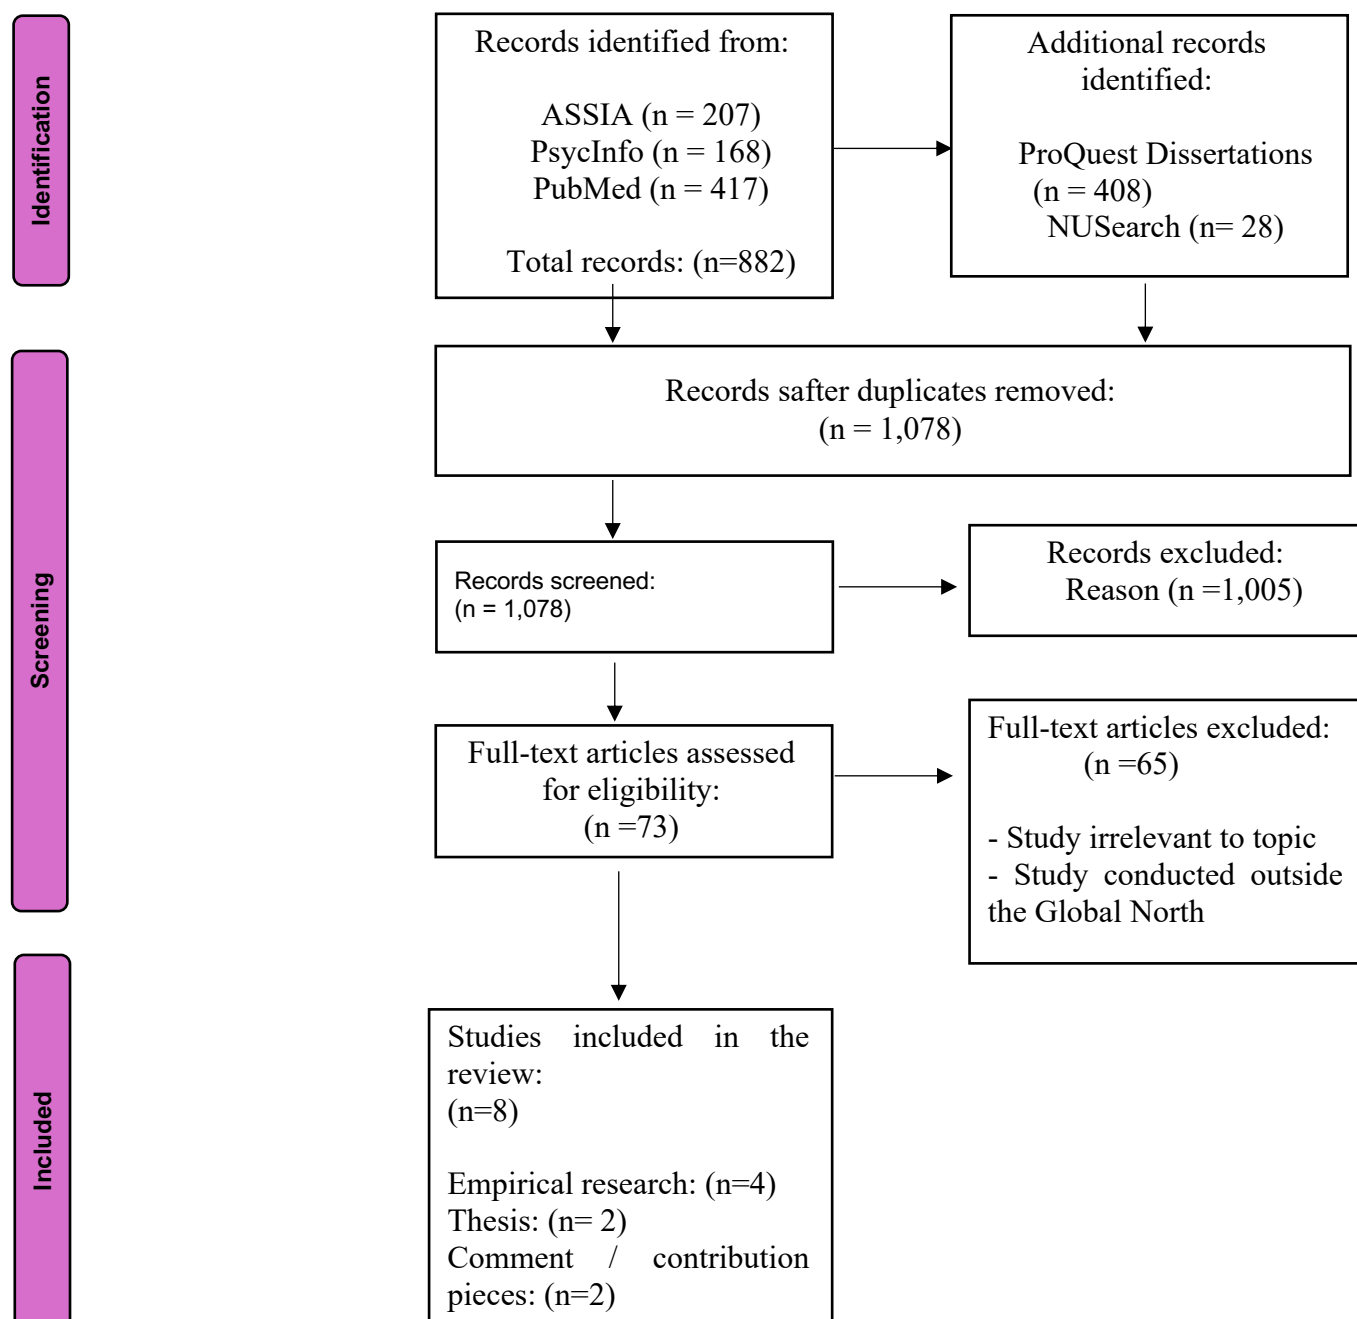 Identification
Records identified from:
ASSIA (n = 207)
PsycInfo (n = 168)
PubMed (n = 417)
Total records: (n=882)
Additional records
identified:
ProQuest Dissertations
(n = 408)
NUSearch (n= 28)
Screening
Records safter duplicates removed:
(n = 1,078)
Records screened:
(n = 1,078)
Records excluded:
Reason (n =1,005)
Full-text articles assessed
for eligibility:
(n =73)
Full-text articles excluded:
(n =65)
- Study irrelevant to topic
- Study conducted outside
the Global North
Included
Studies included in the
review:
(n=8)
Empirical research: (n=4)
Thesis: (n= 2)
Comment / contribution
pieces: (n=2)